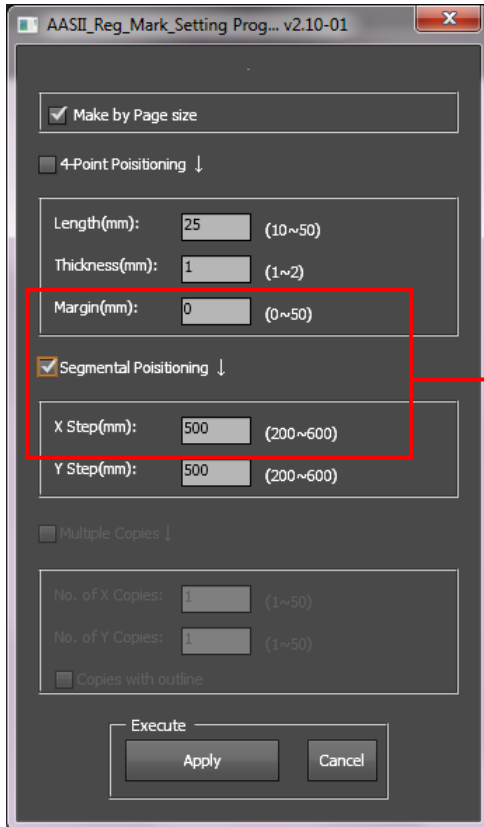 AASII_Reg_Mark_Setting Prog... v2.10-01
Make by Page size
4-Point Poisitioning ↓
Length(mm): 25 (10~50)
Thickness(mm): 1 (1~2)
Margin(mm): 0 (0~50)
Segmental Poisitioning ↓
X Step(mm): 500 (200~600)
Y Step(mm): 500 (200~600)
Multiple Copies ↓
No. of X Copies: 1 (1~50)
No. of Y Copies: 1 (1~50)
Copies with outline
Execute
Apply Cancel